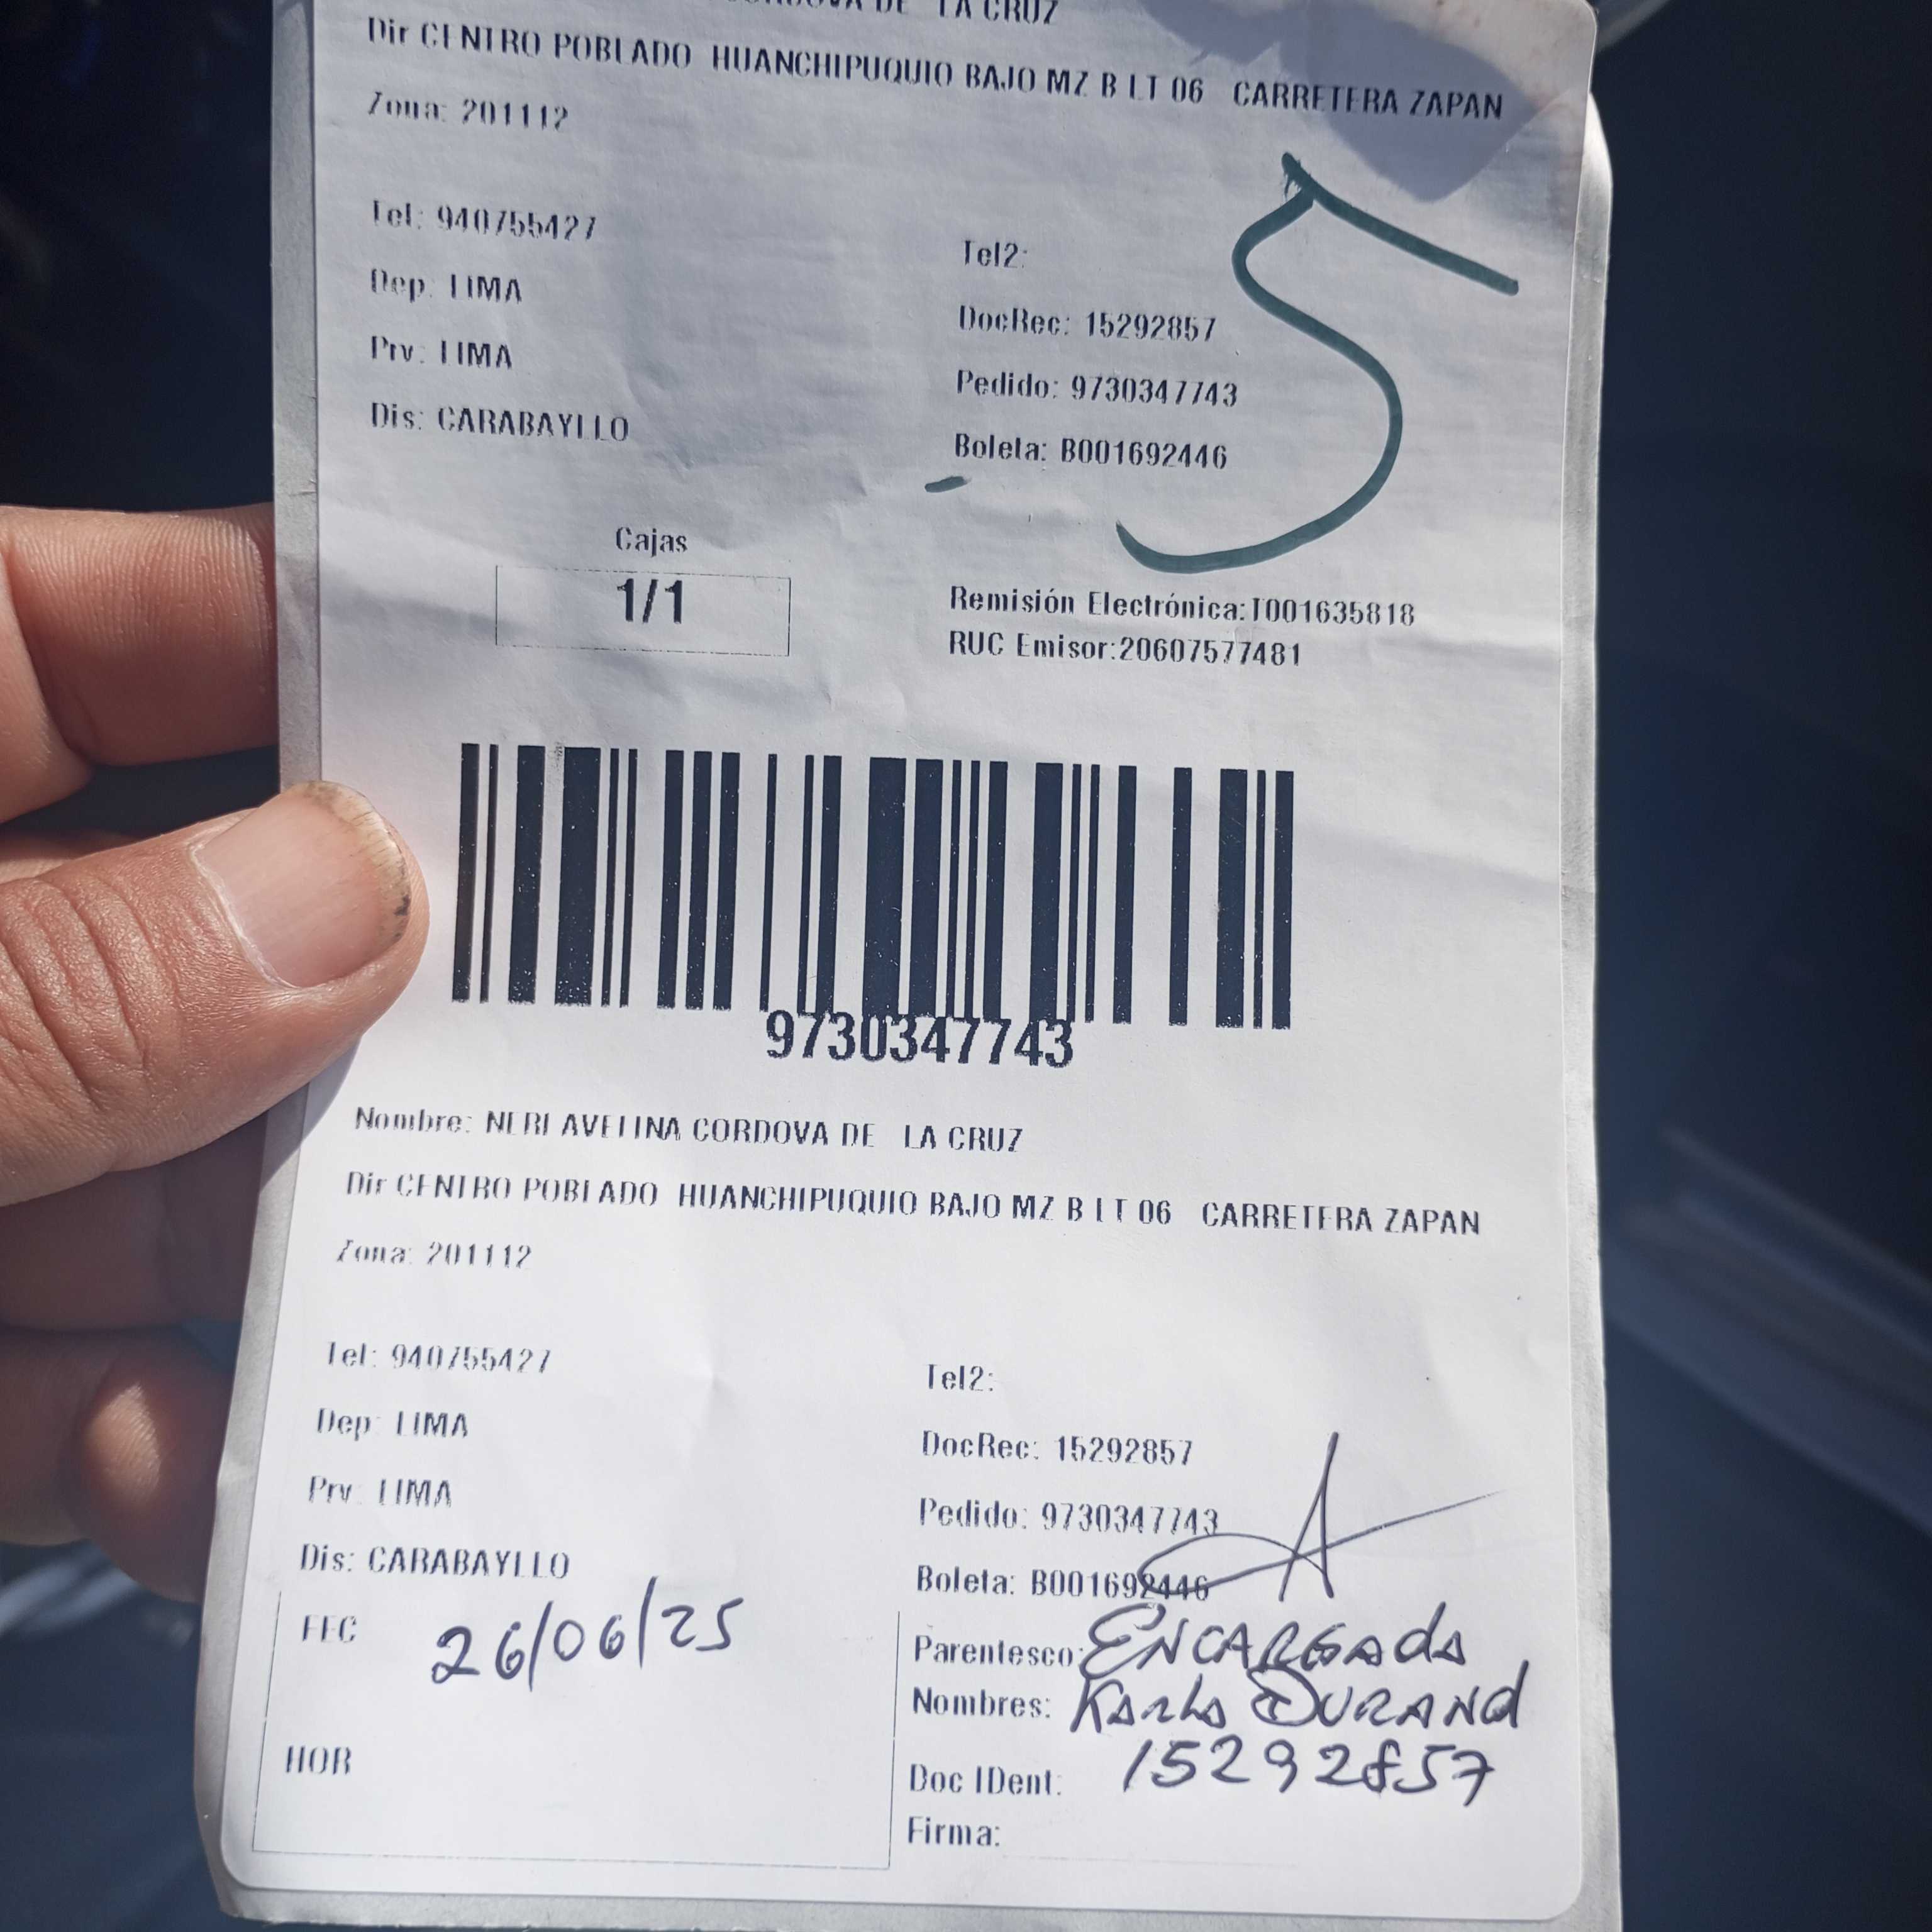 LA CRUZ
Dir CENTRO POBLADO HUANCHIPUQUIO BAJO MZ B LT 06 CARRETERA ZAPAN
Zona: 201112
5
Tel: 940755427
Tel2:
Dep: LIMA
DocRec: 15292857
Prv: LIMA
Pedido: 9730347743
Dis: CARABAYLLO
Boleta: B001692446
Cajas
1/1
Remisión Electrónica:T001635818
RUC Emisor:20607577481
9730347743
Nombre: NERI AVELINA CORDOVA DE LA CRUZ
Dir CENTRO POBLADO HUANCHIPUQUIO BAJO MZ B LT 06 CARRETERA ZAPAN
Zona: 201112
Tel: 940755427
Tel2:
Dep: LIMA
DocRec: 15292857
Prv: LIMA
Pedido: 9730347743
Dis: CARABAYLLO
Boleta: B001692446
FEC 26/06/25
Parentesco: ENCARGAdA
Nombres: KARLA DURANd
HOR
Doc IDent: 15292857
Firma: